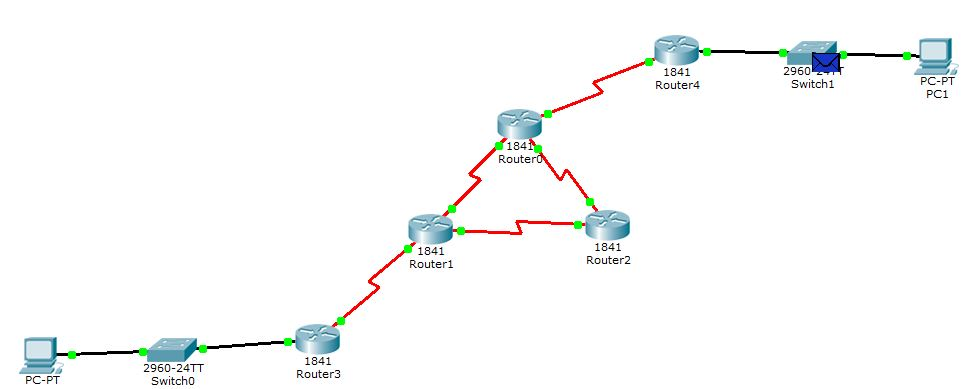 1841
Router4
2960-24TT
Switch1
PC-PT
PC1
1841
Router0
1841
Router1
1841
Router2
1841
Router3
2960-24TT
Switch0
PC-PT